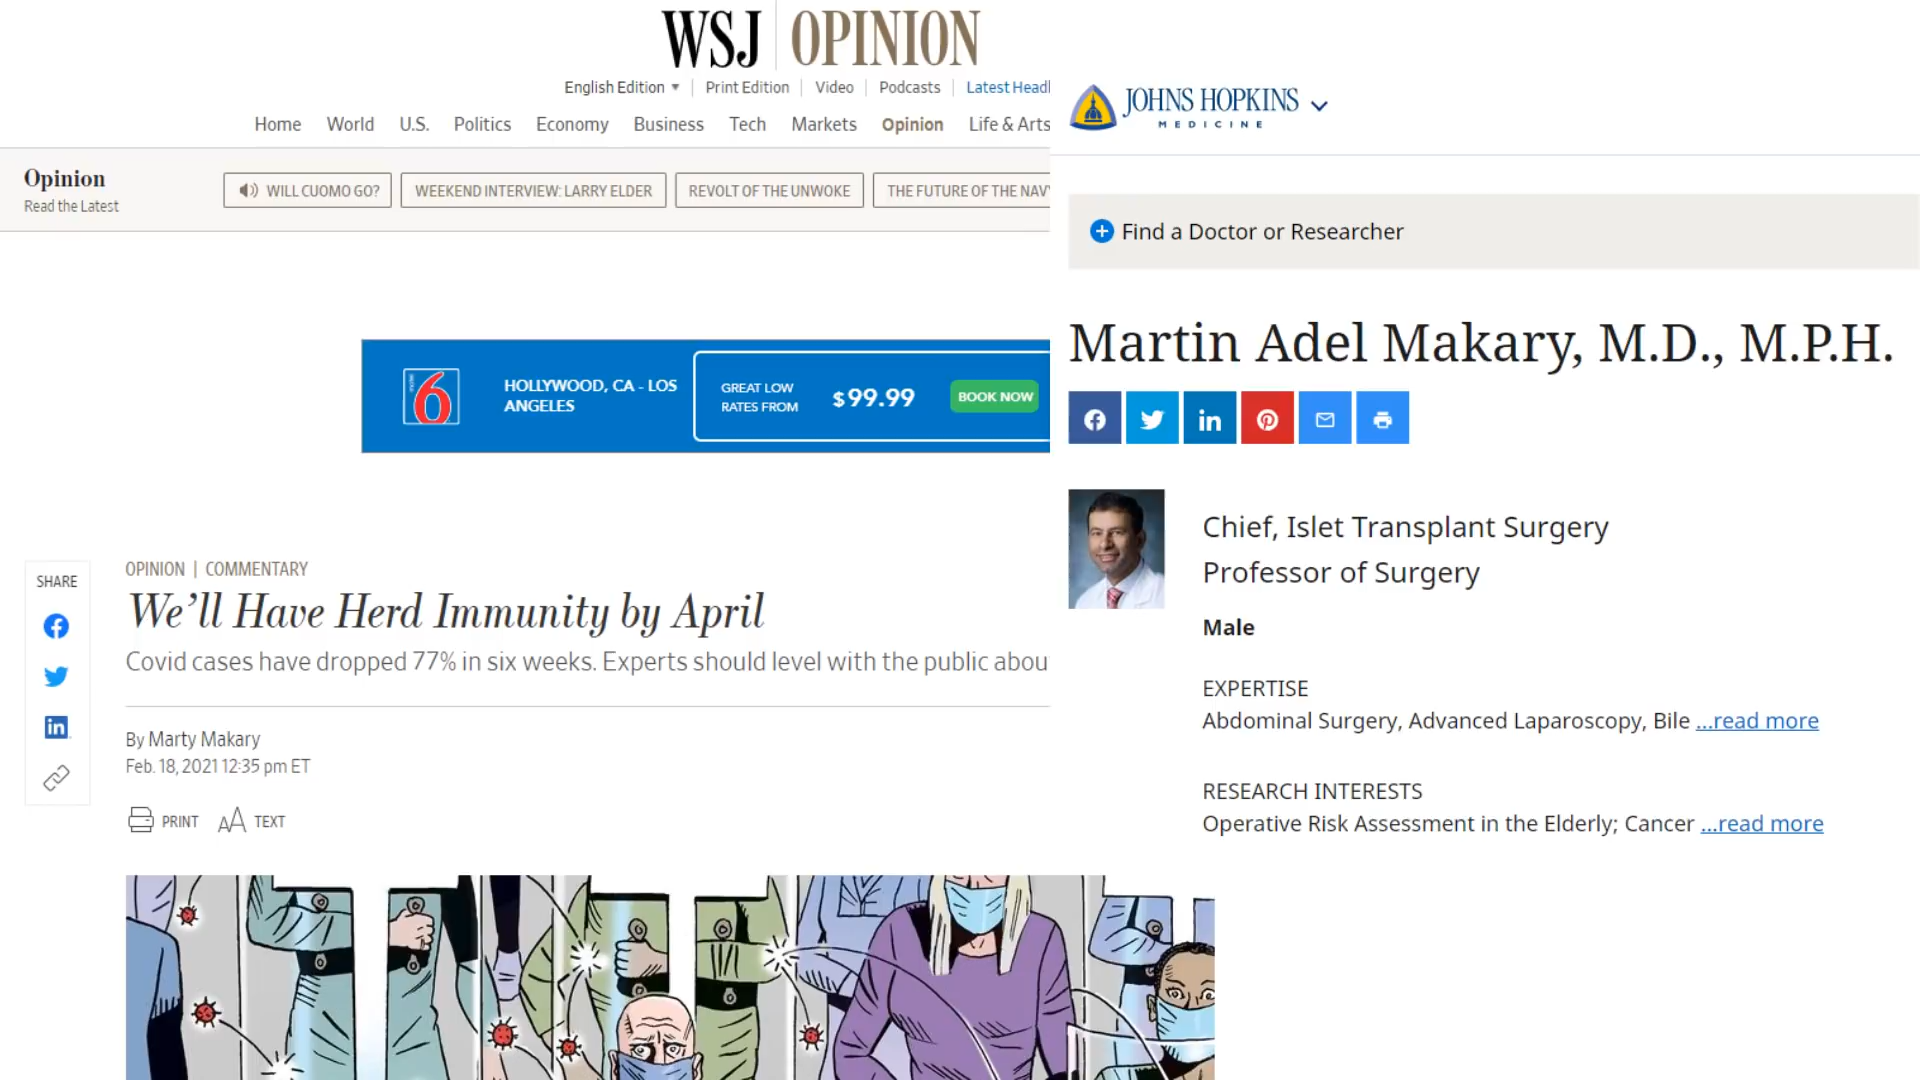 WSJ OPINION
English Edition Print Edition Video Podcasts Latest Headl
Home World U.S. Politics Economy Business Tech Markets Opinion Life & Arts
Opinion
Read the Latest
WILL CUOMO GO? WEEKEND INTERVIEW: LARRY ELDER REVOLT OF THE UNWOKE THE FUTURE OF THE NAVY
6
HOLLYWOOD, CA - LOS
ANGELES
GREAT LOW
RATES FROM
$99.99
BOOK NOW
SHARE
OPINION | COMMENTARY
We'll Have Herd Immunity by April
Covid cases have dropped 77% in six weeks. Experts should level with the public abou
By Marty Makary
Feb. 18, 2021 12:35 pm ET
PRINT AA TEXT
JOHNS HOPKINS
MEDICINE
Find a Doctor or Researcher
Martin Adel Makary, M.D., M.P.H.
Chief, Islet Transplant Surgery
Professor of Surgery
Male
EXPERTISE
Abdominal Surgery, Advanced Laparoscopy, Bile ...read more
RESEARCH INTERESTS
Operative Risk Assessment in the Elderly; Cancer ...read more